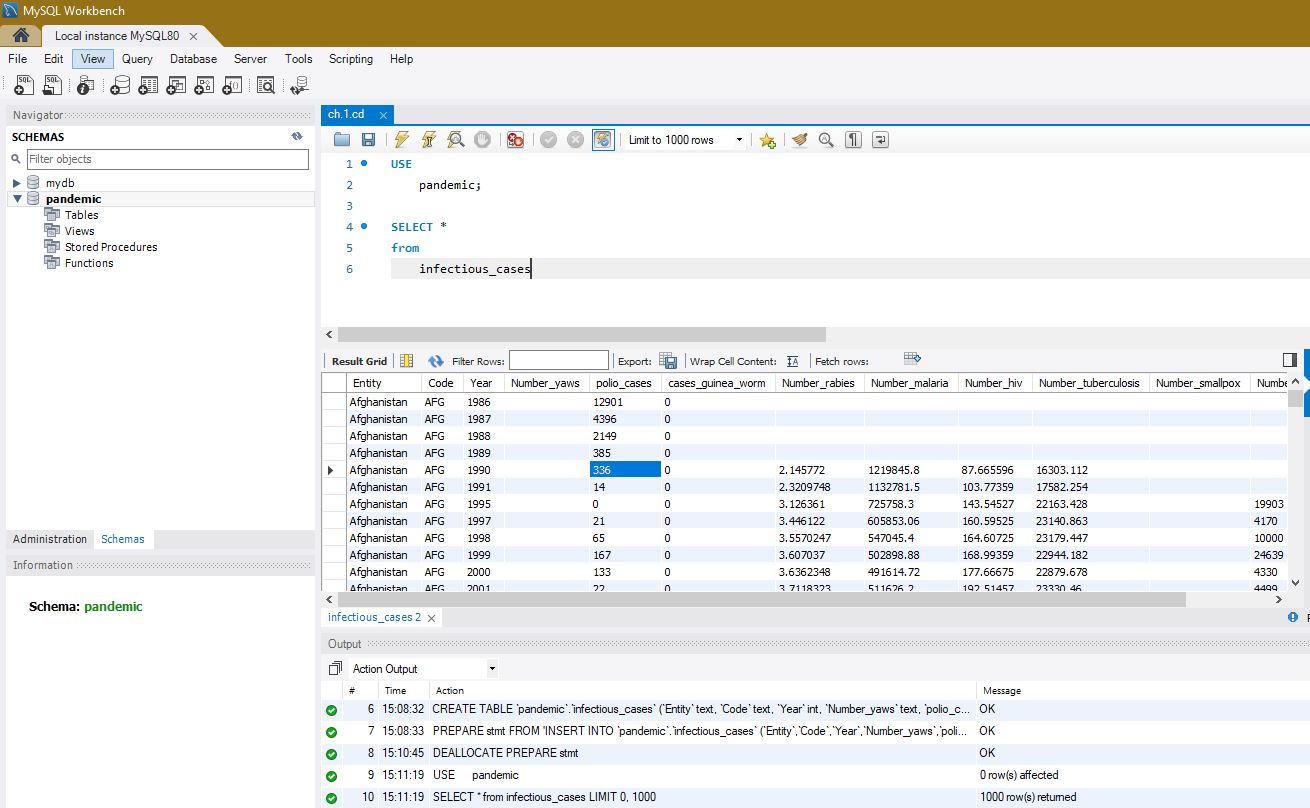 MySQL Workbench
Local instance MySQL80
File Edit View Query Database Server Tools Scripting Help
Navigator
SCHEMAS
Filter objects
mydb
pandemic
Tables
Views
Stored Procedures
Functions
Administration Schemas
Information
Schema: pandemic
ch.1.cd
Limit to 1000 rows
1 USE
2 pandemic;
3
4 SELECT *
5 from
6 infectious_cases
Result Grid Filter Rows: Export: Wrap Cell Content: Fetch rows:
Entity Code Year Number_yaws polio_cases cases_guinea_worm Number_rabies Number_malaria Number_hiv Number_tuberculosis Number_smallpox Numbe
Afghanistan AFG 1986 12901 0
Afghanistan AFG 1987 4396 0
Afghanistan AFG 1988 2149 0
Afghanistan AFG 1989 385 0
Afghanistan AFG 1990 336 0 2.145772 1219845.8 87.665596 16303.112
Afghanistan AFG 1991 14 0 2.3209748 1132781.5 103.77359 17582.254
Afghanistan AFG 1995 0 0 3.126361 725758.3 143.54527 22163.428 19903
Afghanistan AFG 1997 21 0 3.446122 605853.06 160.59525 23140.863 4170
Afghanistan AFG 1998 65 0 3.5570247 547045.4 164.60725 23179.447 10000
Afghanistan AFG 1999 167 0 3.607037 502898.88 168.99359 22944.182 24639
Afghanistan AFG 2000 133 0 3.6362348 491614.72 177.66675 22879.678 4330
Afghanistan AFG 2001 22 0 3.7118323 511626.2 192.51457 23330.46 4499
infectious_cases 2
Output
Action Output
# Time Action Message
6 15:08:32 CREATE TABLE `pandemic`.`infectious_cases` (`Entity` text, `Code` text, `Year` int, `Number_yaws` text, `polio_c... OK
7 15:08:33 PREPARE stmt FROM 'INSERT INTO `pandemic`.`infectious_cases` (`Entity`,`Code`,`Year`,`Number_yaws`,`poli... OK
8 15:10:45 DEALLOCATE PREPARE stmt OK
9 15:11:19 USE pandemic 0 row(s) affected
10 15:11:19 SELECT * from infectious_cases LIMIT 0, 1000 1000 row(s) returned